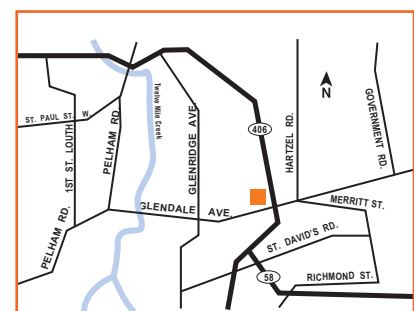 Twelve Mile Creek
406
HARTZEL RD.
N
GOVERNMENT RD.
ST. PAUL ST. W.
1ST ST. LOUTH
PELHAM RD.
GLENRIDGE AVE.
GLENDALE AVE.
MERRITT ST.
PELHAM RD.
ST. DAVID'S RD.
58
RICHMOND ST.